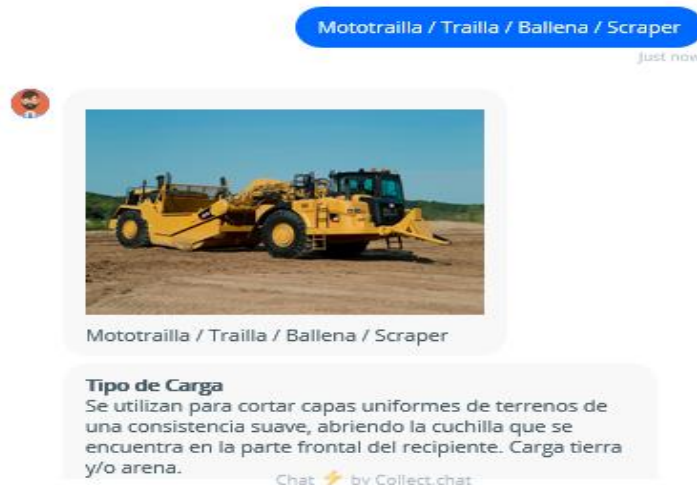 Mototrailla / Trailla / Ballena / Scraper
Just now
Mototrailla / Trailla / Ballena / Scraper
Tipo de Carga
Se utilizan para cortar capas uniformes de terrenos de
una consistencia suave, abriendo la cuchilla que se
encuentra en la parte frontal del recipiente. Carga tierra
y/o arena.
Chat ⚡ by Collect.chat